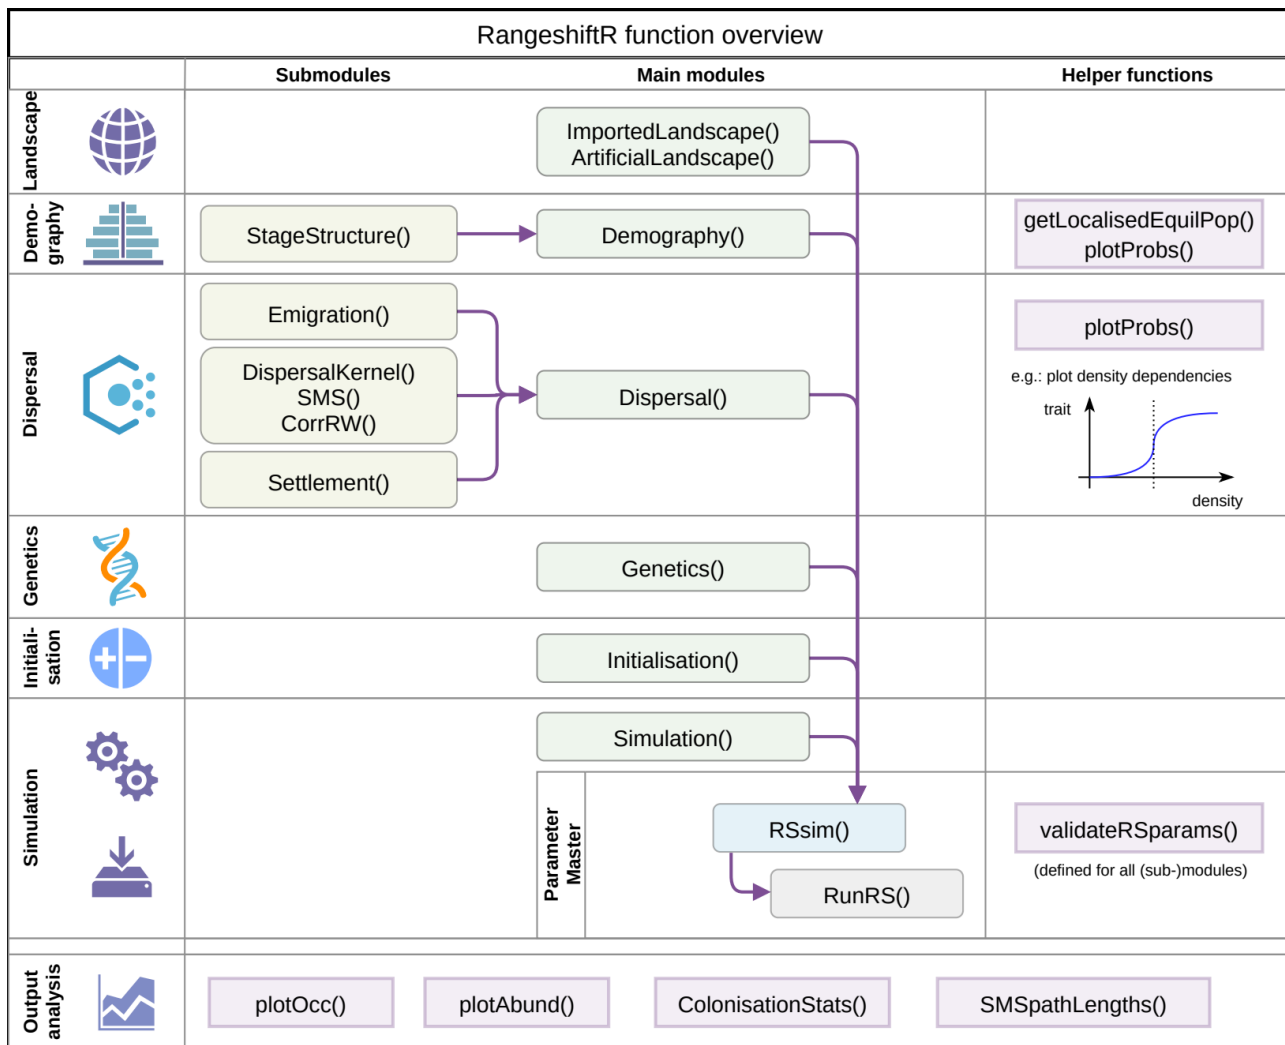 RangeshiftR function overview
Submodules
Main modules
Helper functions
Landscape
ImportedLandscape()
ArtificialLandscape()
Demo-
graphy
StageStructure()
Demography()
getLocalisedEquilPop()
plotProbs()
Dispersal
Emigration()
DispersalKernel()
SMS()
CorrRW()
Settlement()
Dispersal()
plotProbs()
e.g.: plot density dependencies
trait
density
Genetics
Genetics()
Initiali-
sation
Initialisation()
Simulation
Simulation()
Parameter
Master
RSsim()
RunRS()
validateRSparams()
(defined for all (sub-)modules)
Output
analysis
plotOcc()
plotAbund()
ColonisationStats()
SMSpathLengths()